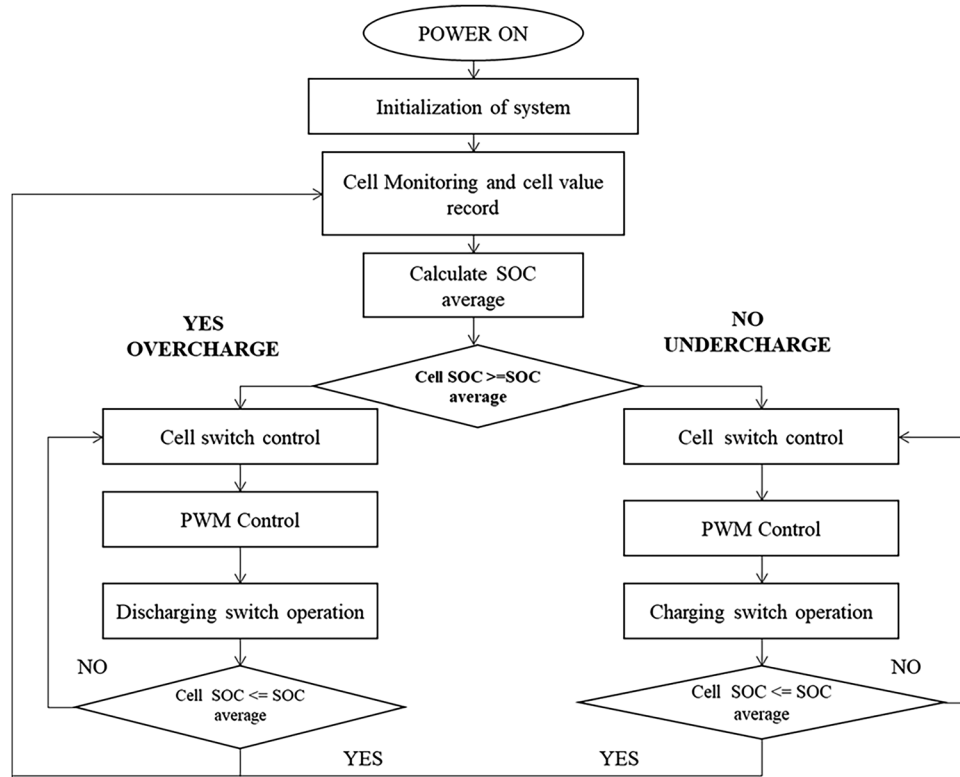 POWER ON
Initialization of system
Cell Monitoring and cell value
record
Calculate SOC
average
YES
OVERCHARGE
NO
UNDERCHARGE
Cell SOC >=SOC
average
Cell switch control
PWM Control
Discharging switch operation
NO
Cell SOC <= SOC
average
YES
Cell switch control
PWM Control
Charging switch operation
NO
Cell SOC <= SOC
average
YES